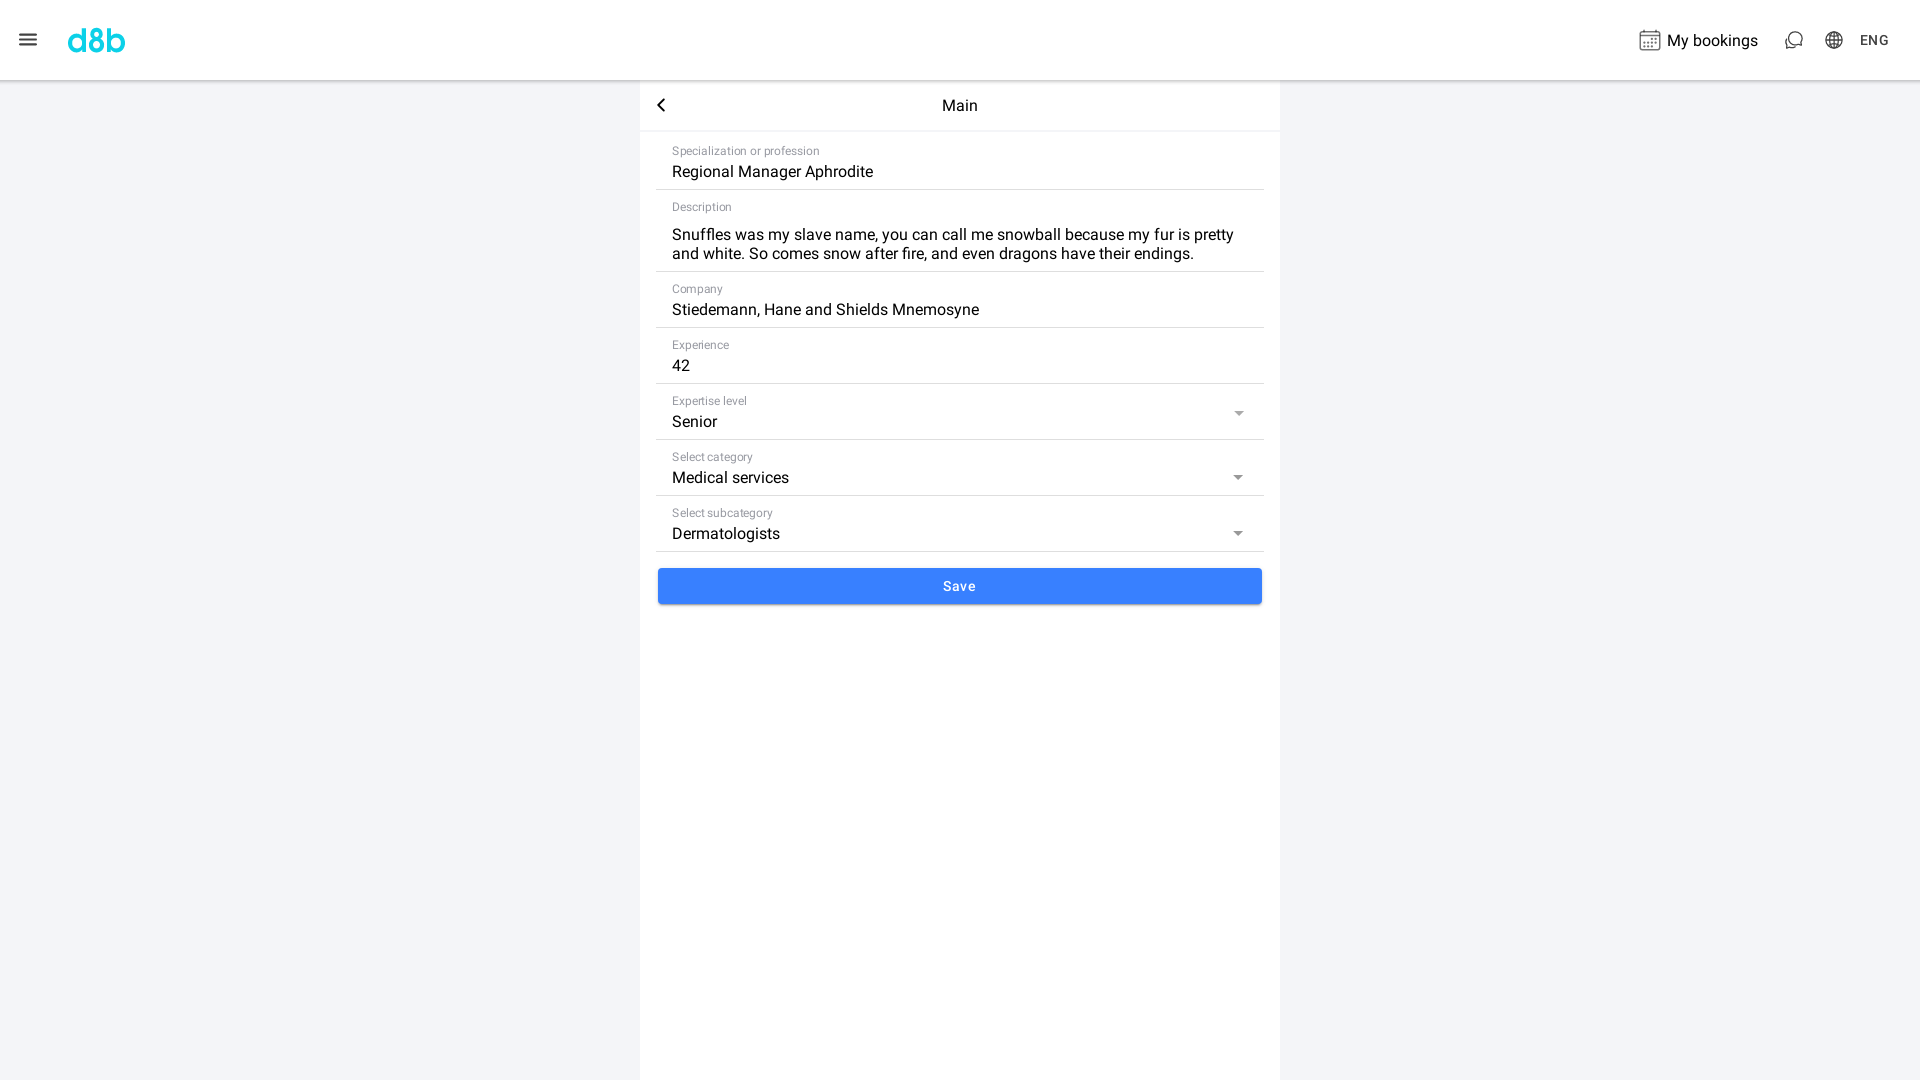 d8b
My bookings
ENG
Main
Specialization or profession
Regional Manager Aphrodite
Description
Snuffles was my slave name, you can call me snowball because my fur is pretty
and white. So comes snow after fire, and even dragons have their endings.
Company
Stiedemann, Hane and Shields Mnemosyne
Experience
42
Expertise level
Senior
Select category
Medical services
Select subcategory
Dermatologists
Save